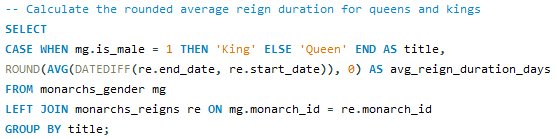 -- Calculate the rounded average reign duration for queens and kings
SELECT
CASE WHEN mg.is_male = 1 THEN 'King' ELSE 'Queen' END AS title,
ROUND(AVG(DATEDIFF(re.end_date, re.start_date)), 0) AS avg_reign_duration_days
FROM monarchs_gender mg
LEFT JOIN monarchs_reigns re ON mg.monarch_id = re.monarch_id
GROUP BY title;